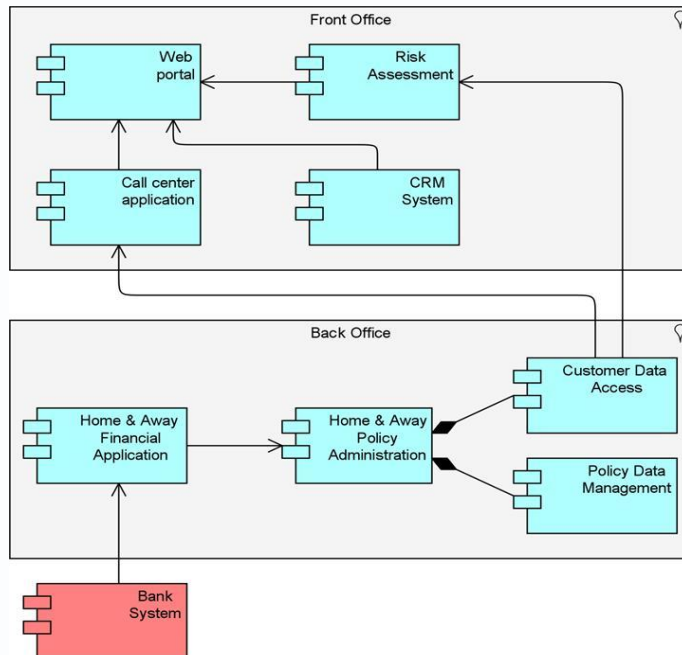 Front Office
Web
portal
Risk
Assessment
Call center
application
CRM
System
Back Office
Customer Data
Access
Home & Away
Financial
Application
Home & Away
Policy
Administration
Policy Data
Management
Bank
System